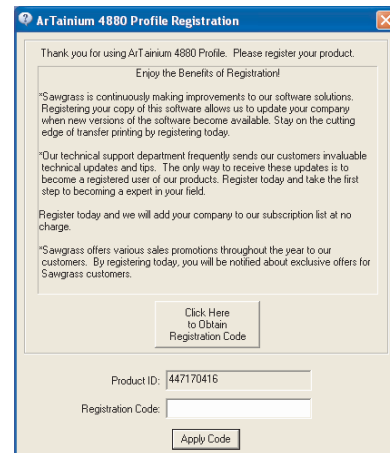 ArTainium 4880 Profile Registration
Thank you for using ArTainium 4880 Profile. Please register your product.
Enjoy the Benefits of Registration!
*Sawgrass is continuously making improvements to our software solutions.
Registering your copy of this software allows us to update your company
when new versions of the software become available. Stay on the cutting
edge of transfer printing by registering today.
*Our technical support department frequently sends our customers invaluable
technical updates and tips. The only way to receive these updates is to
become a registered user of our products. Register today and take the first
step to becoming a expert in your field.
Register today and we will add your company to our subscription list at no
charge.
*Sawgrass offers various sales promotions throughout the year to our
customers. By registering today, you will be notified about exclusive offers for
Sawgrass customers.
Click Here
to Obtain
Registration Code
Product ID: 447170416
Registration Code:
Apply Code